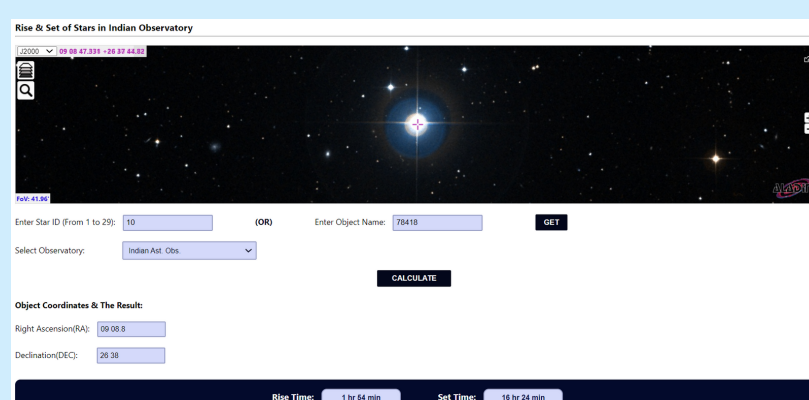 Rise & Set of Stars in Indian Observatory
J2000 09 08 47.331 +26 37 44.82
FoV: 41.96'
ALADIN
Enter Star ID (From 1 to 29): 10 (OR) Enter Object Name: 78418 GET
Select Observatory: Indian Ast. Obs.
CALCULATE
Object Coordinates & The Result:
Right Ascension(RA): 09 08.8
Declination(DEC): 26 38
Rise Time: 1 hr 54 min Set Time: 16 hr 24 min